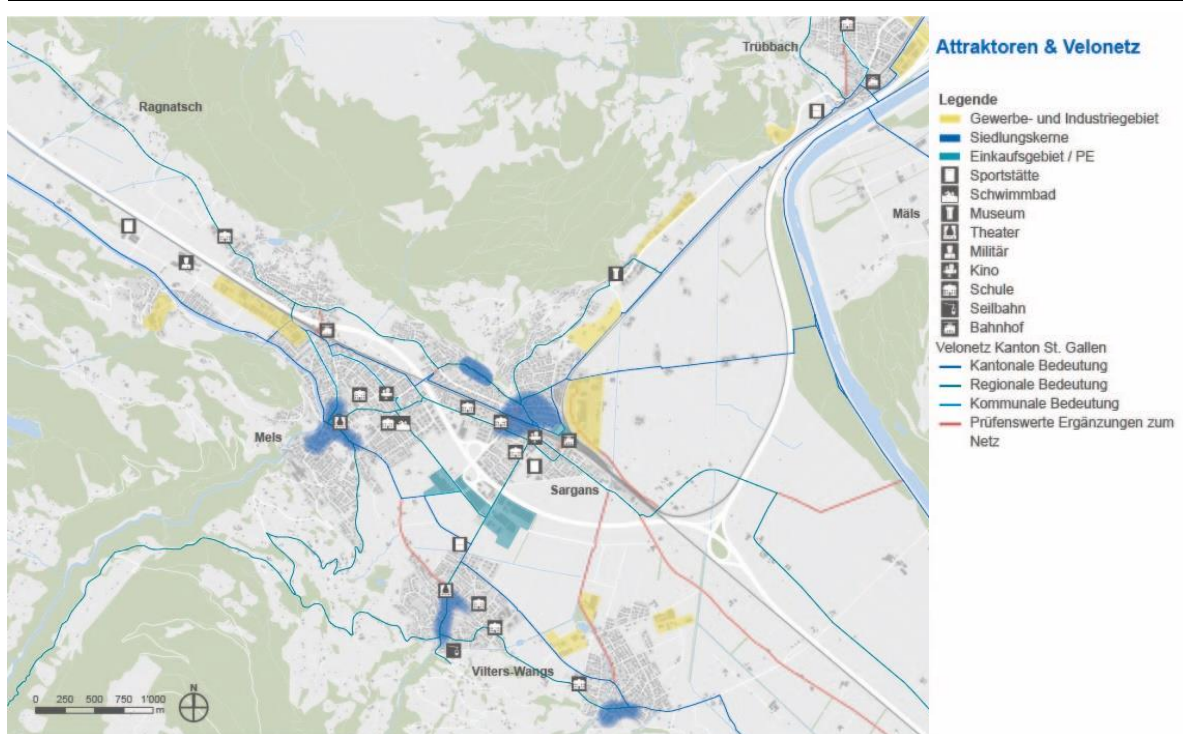 Attraktoren & Velonetz
Legende
Gewerbe- und Industriegebiet
Siedlungskerne
Einkaufsgebiet / PE
Sportstätte
Schwimmbad
Museum
Theater
Militär
Kino
Schule
Seilbahn
Bahnhof
Velonetz Kanton St. Gallen
Kantonale Bedeutung
Regionale Bedeutung
Kommunale Bedeutung
Prüfenswerte Ergänzungen zum
Netz
Trübbach
Ragnatsch
Mäls
Mels
Sargans
Vilters-Wangs
0 250 500 750 1'000
m
N